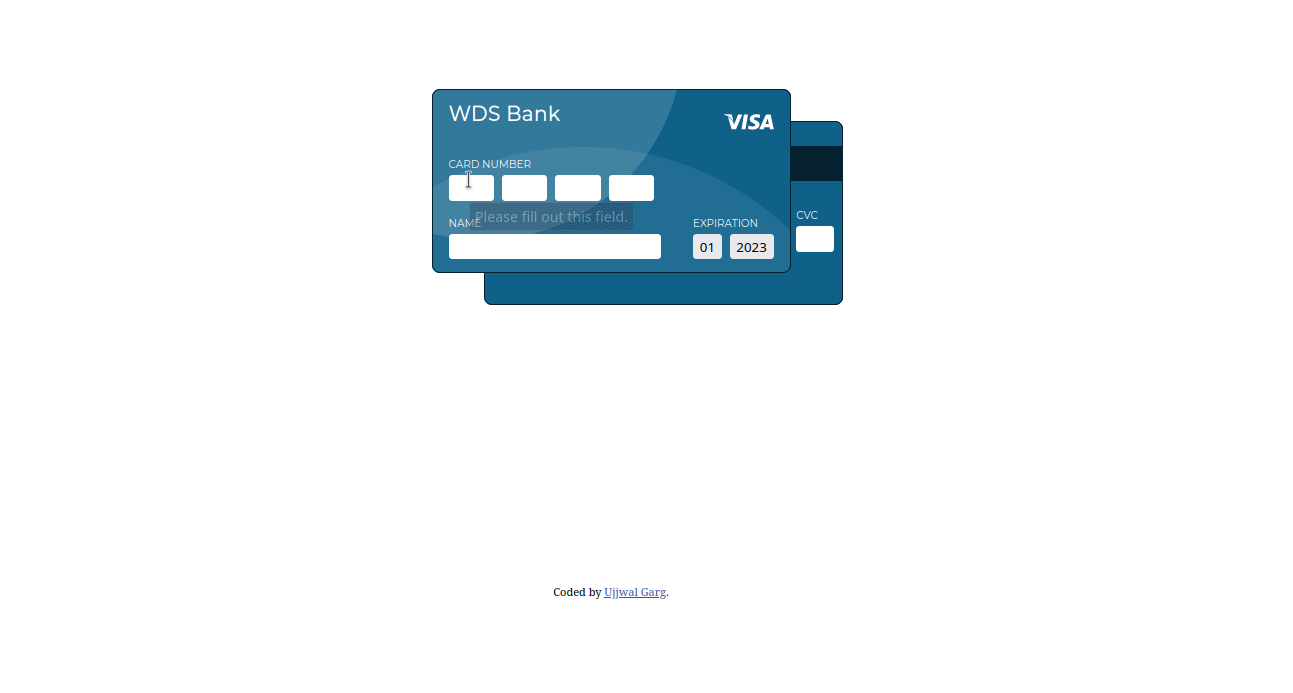 WDS Bank
VISA
CARD NUMBER
Please fill out this field.
NAME
EXPIRATION
01
2023
CVC
Coded by Ujjwal Garg.